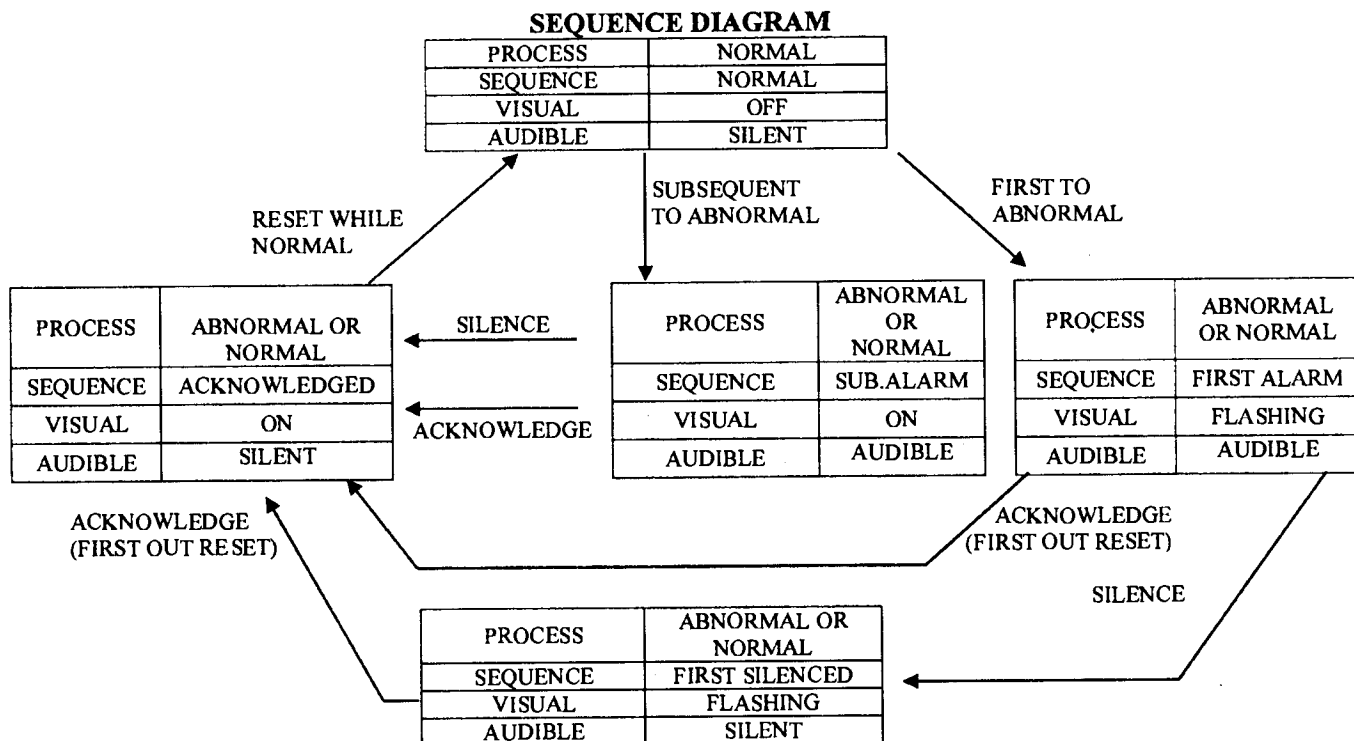 SEQUENCE DIAGRAM
PROCESS NORMAL
SEQUENCE NORMAL
VISUAL OFF
AUDIBLE SILENT
RESET WHILE
NORMAL
SUBSEQUENT
TO ABNORMAL
FIRST TO
ABNORMAL
PROCESS ABNORMAL OR
NORMAL
SEQUENCE ACKNOWLEDGED
VISUAL ON
AUDIBLE SILENT
SILENCE
ACKNOWLEDGE
PROCESS ABNORMAL
OR
NORMAL
SEQUENCE SUB.ALARM
VISUAL ON
AUDIBLE AUDIBLE
PROCESS ABNORMAL
OR NORMAL
SEQUENCE FIRST ALARM
VISUAL FLASHING
AUDIBLE AUDIBLE
ACKNOWLEDGE
(FIRST OUT RESET)
ACKNOWLEDGE
(FIRST OUT RESET)
SILENCE
PROCESS ABNORMAL OR
NORMAL
SEQUENCE FIRST SILENCED
VISUAL FLASHING
AUDIBLE SILENT